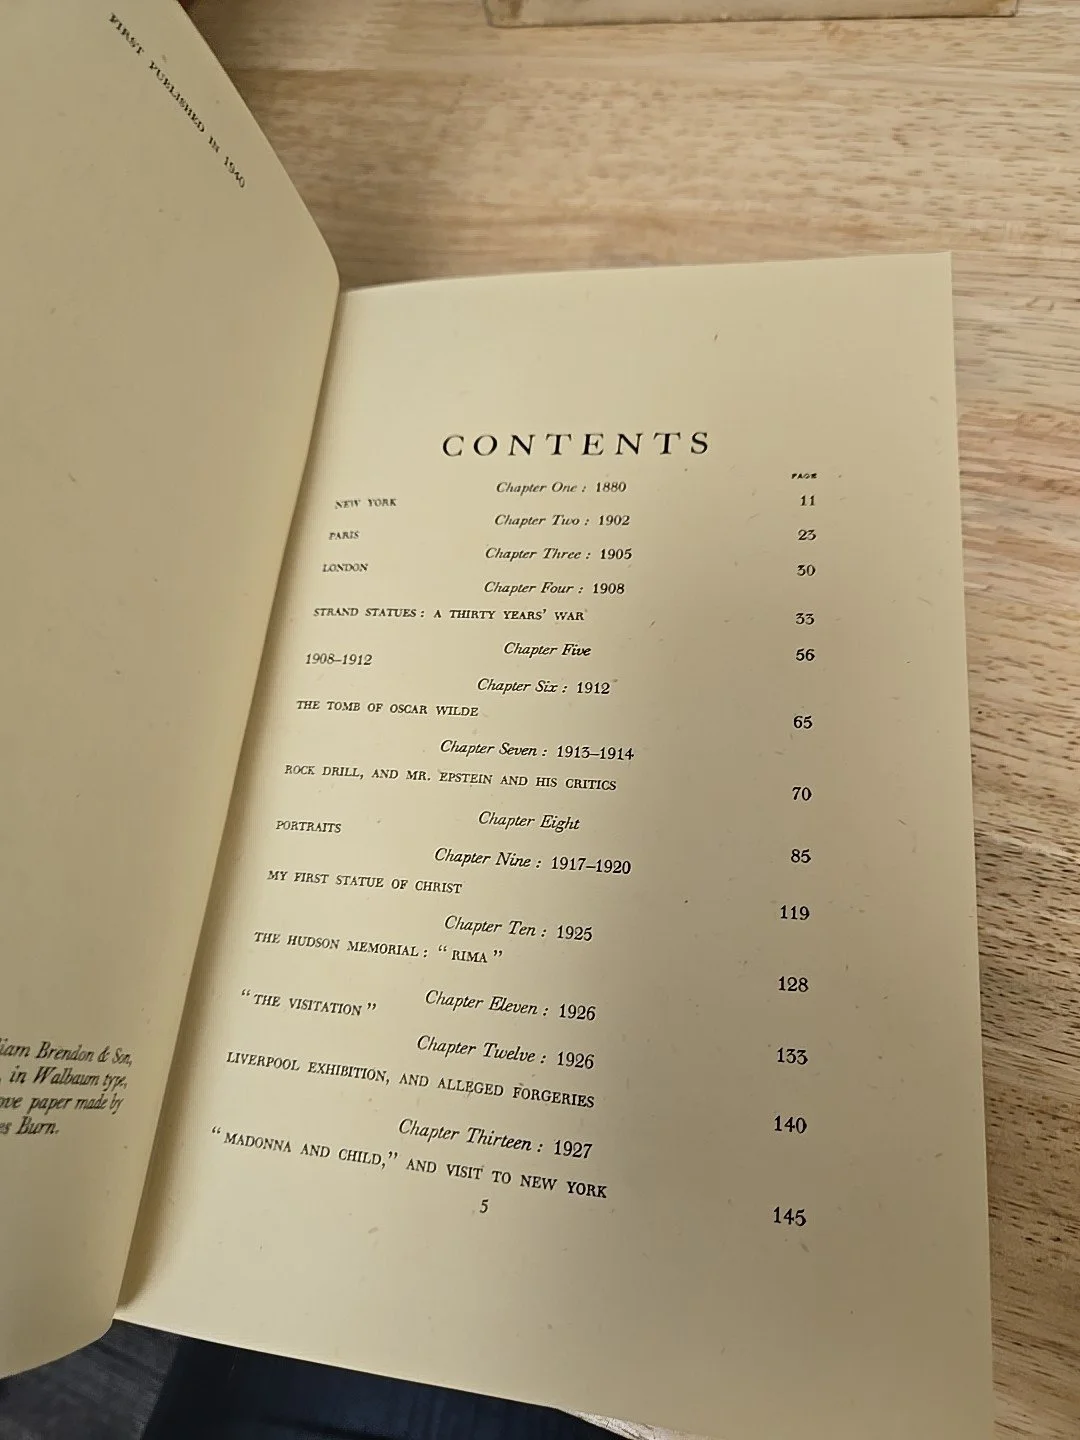 FIRST PUBLISHED IN 1940
Brendon & Son,
in Walbaum type,
paper made by
Burn.
CONTENTS
PAGE
Chapter One : 1880
NEW YORK 11
Chapter Two : 1902
PARIS 23
Chapter Three : 1905
LONDON 30
Chapter Four : 1908
STRAND STATUES : A THIRTY YEARS' WAR 33
Chapter Five
1908–1912 56
Chapter Six : 1912
THE TOMB OF OSCAR WILDE 65
Chapter Seven : 1913–1914
ROCK DRILL, AND MR. EPSTEIN AND HIS CRITICS 70
Chapter Eight
PORTRAITS 85
Chapter Nine : 1917–1920
MY FIRST STATUE OF CHRIST 119
Chapter Ten : 1925
THE HUDSON MEMORIAL : “ RIMA ” 128
Chapter Eleven : 1926
“ THE VISITATION ” 133
Chapter Twelve : 1926
LIVERPOOL EXHIBITION, AND ALLEGED FORGERIES 140
Chapter Thirteen : 1927
“ MADONNA AND CHILD,” AND VISIT TO NEW YORK 145
5